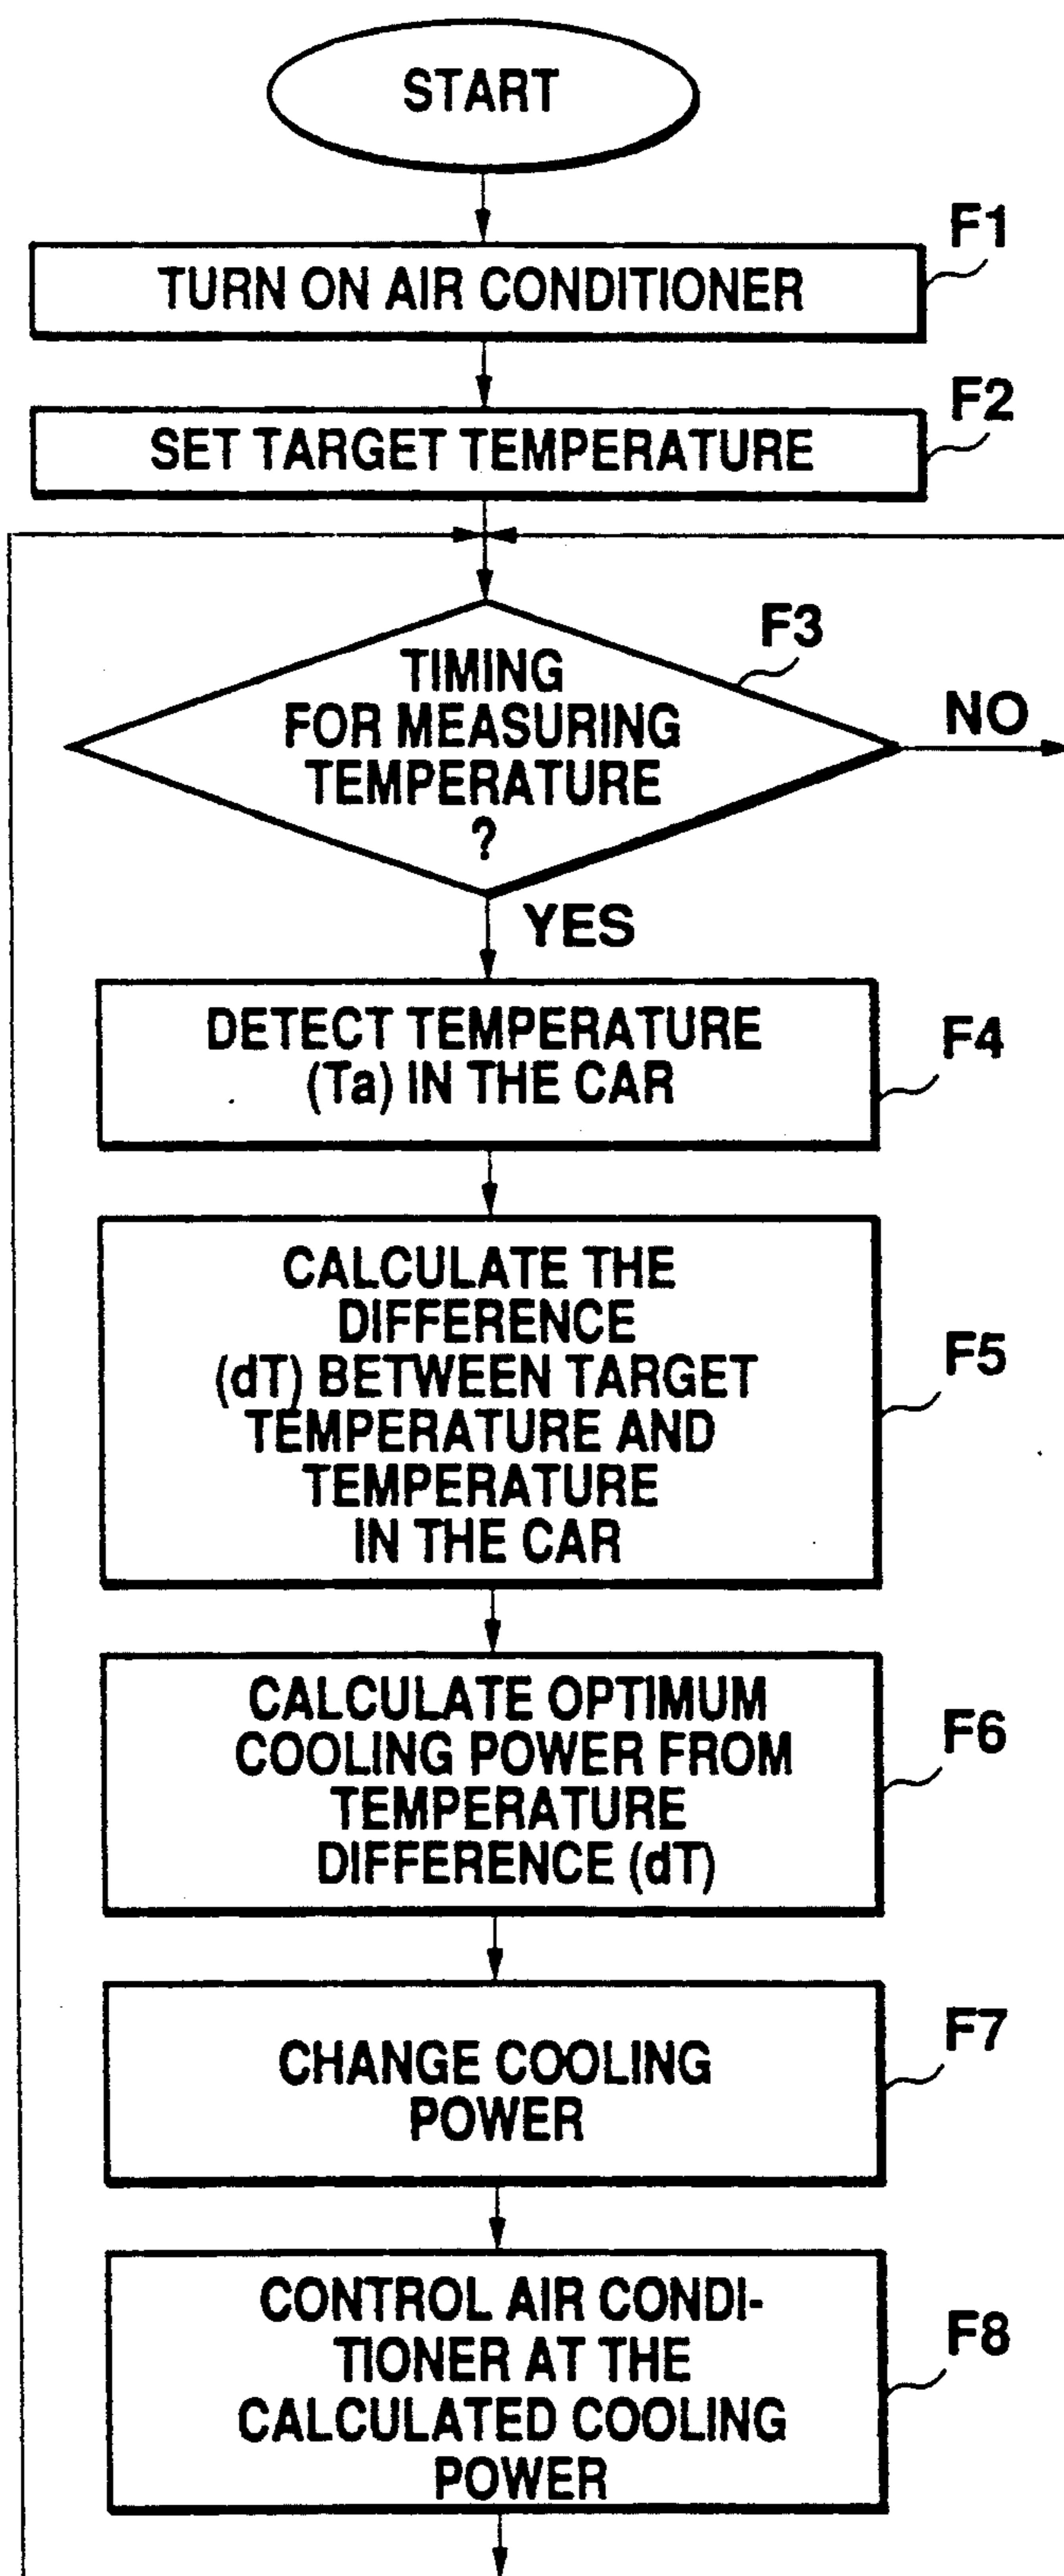 START
F1
TURN ON AIR CONDITIONER
F2
SET TARGET TEMPERATURE
F3
TIMING
FOR MEASURING
TEMPERATURE
?
NO
YES
DETECT TEMPERATURE
(Ta) IN THE CAR
F4
CALCULATE THE
DIFFERENCE
(dT) BETWEEN TARGET
TEMPERATURE AND
TEMPERATURE
IN THE CAR
F5
CALCULATE OPTIMUM
COOLING POWER FROM
TEMPERATURE
DIFFERENCE (dT)
F6
CHANGE COOLING
POWER
F7
CONTROL AIR CONDI-
TIONER AT THE
CALCULATED COOLING
POWER
F8